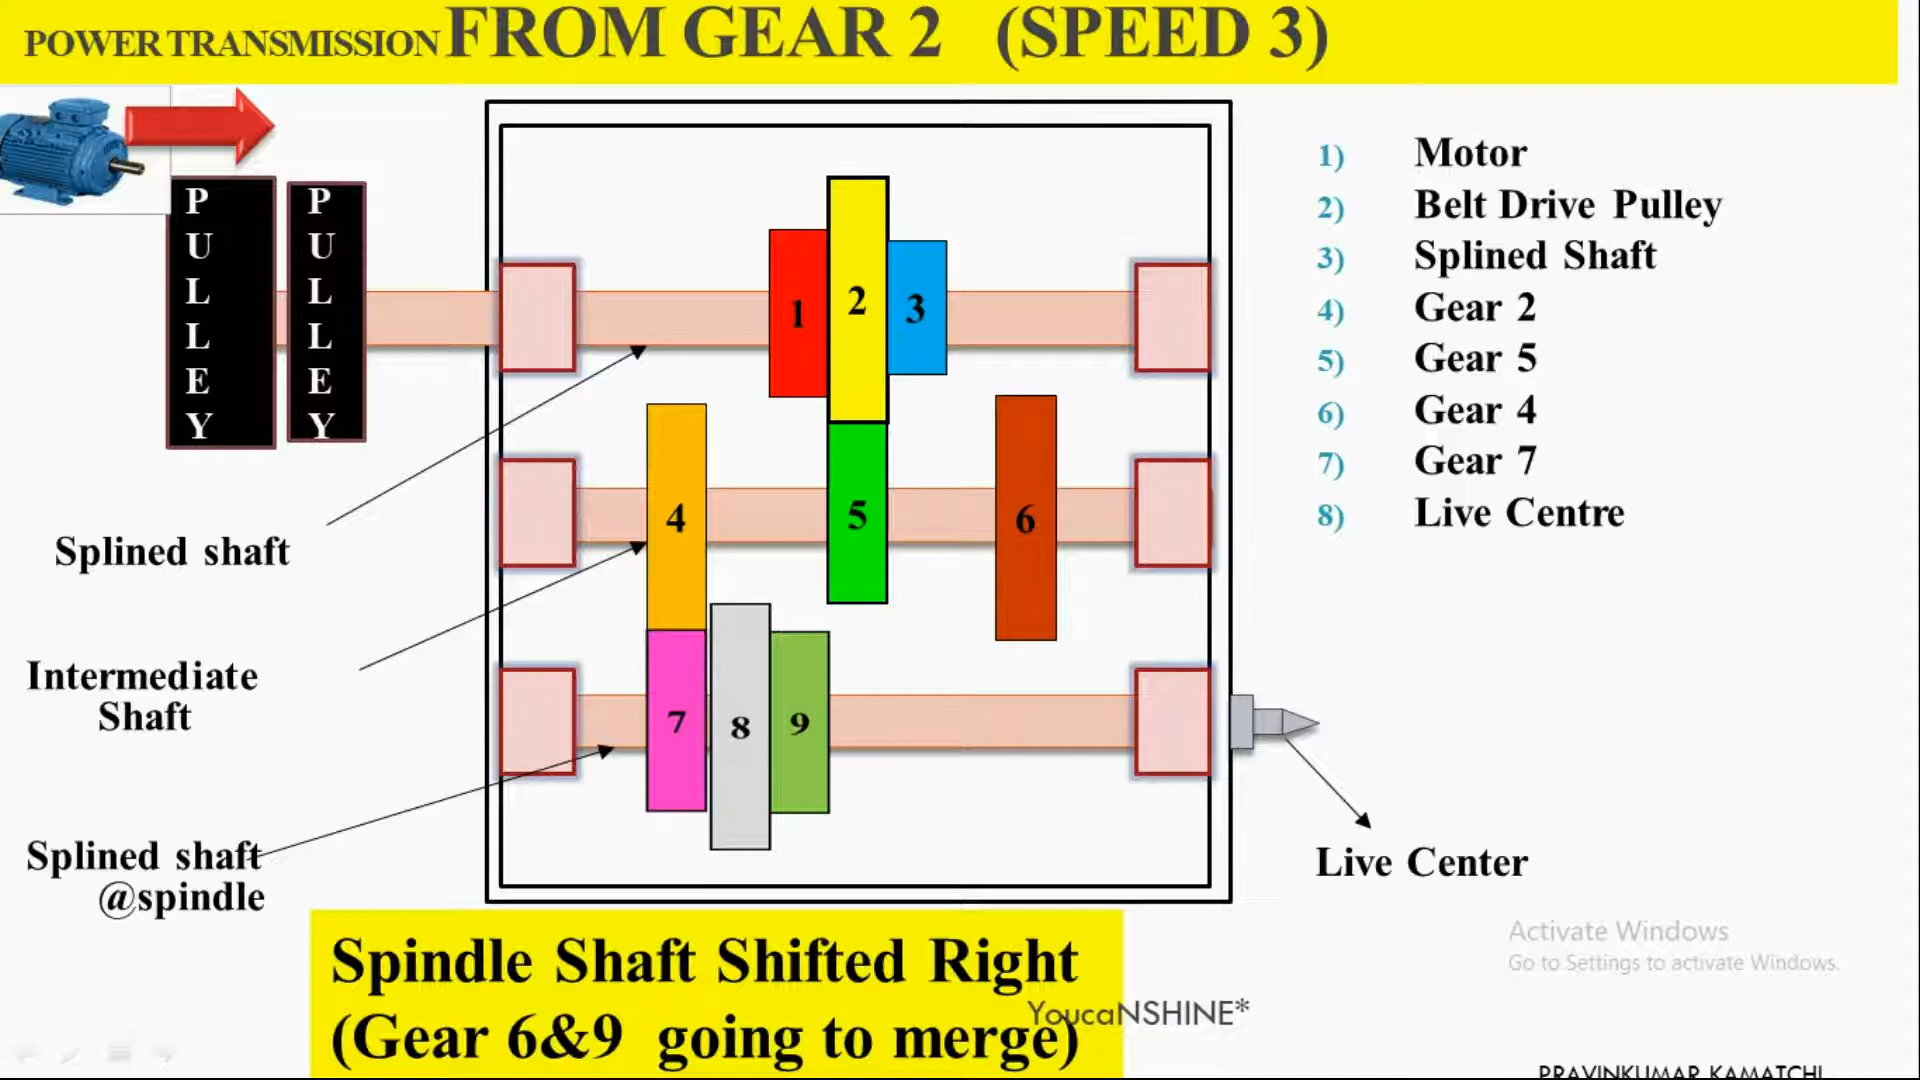 POWER TRANSMISSION FROM GEAR 2 (SPEED 3)
PULLEY
PULLEY
1
2
3
4
5
6
7
8
9
Splined shaft
Intermediate
Shaft
Splined shaft
@spindle
1) Motor
2) Belt Drive Pulley
3) Splined Shaft
4) Gear 2
5) Gear 5
6) Gear 4
7) Gear 7
8) Live Centre
Live Center
Spindle Shaft Shifted Right
(Gear 6&9 going to merge)
YoucaNSHINE*
Activate Windows
Go to Settings to activate Windows.
PRAVINKUMAR KAMATCHI